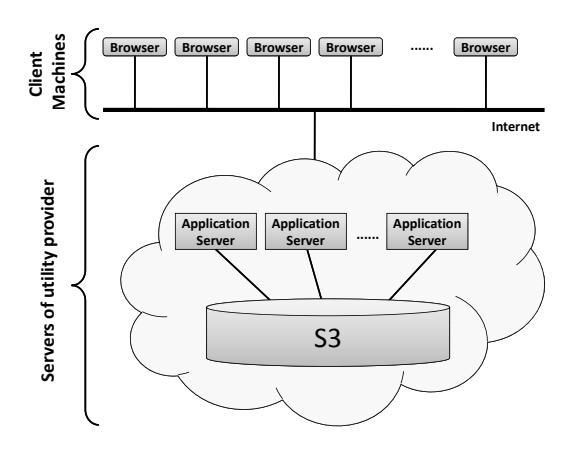 Client
Machines
Browser
Browser
Browser
Browser
......
Browser
Internet
Servers of utility provider
Application
Server
Application
Server
......
Application
Server
S3